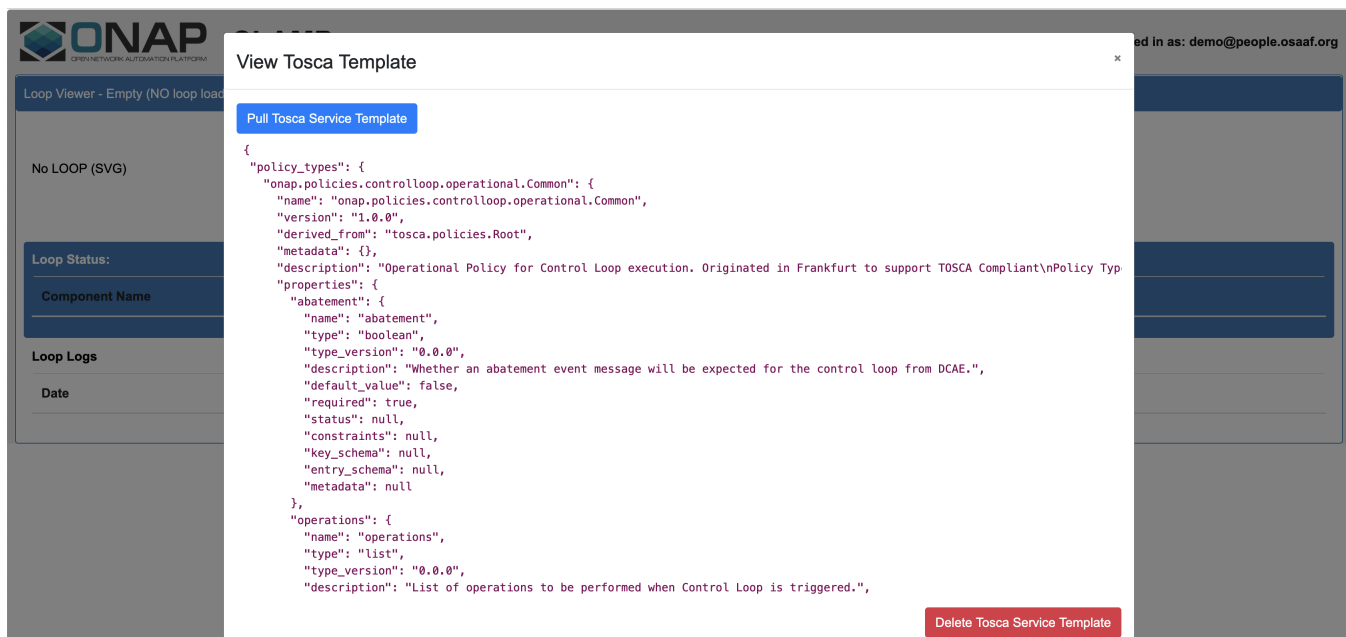 ONAP
OPEN NETWORK AUTOMATION PLATFORM
ed in as: demo@people.osaaf.org
View Tosca Template
×
Loop Viewer - Empty (NO loop load
Pull Tosca Service Template
No LOOP (SVG)
Loop Status:
Component Name
Loop Logs
Date
{
"policy_types": {
"onap.policies.controlloop.operational.Common": {
"name": "onap.policies.controlloop.operational.Common",
"version": "1.0.0",
"derived_from": "tosca.policies.Root",
"metadata": {},
"description": "Operational Policy for Control Loop execution. Originated in Frankfurt to support TOSCA Compliant\nPolicy Typ
"properties": {
"abatement": {
"name": "abatement",
"type": "boolean",
"type_version": "0.0.0",
"description": "Whether an abatement event message will be expected for the control loop from DCAE.",
"default_value": false,
"required": true,
"status": null,
"constraints": null,
"key_schema": null,
"entry_schema": null,
"metadata": null
},
"operations": {
"name": "operations",
"type": "list",
"type_version": "0.0.0",
"description": "List of operations to be performed when Control Loop is triggered.",
Delete Tosca Service Template